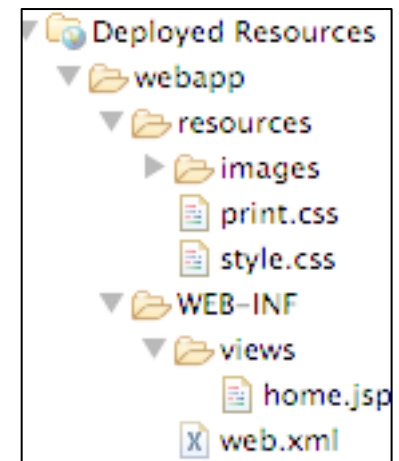 Deployed Resources
webapp
resources
images
print.css
style.css
WEB-INF
views
home.jsp
X web.xml